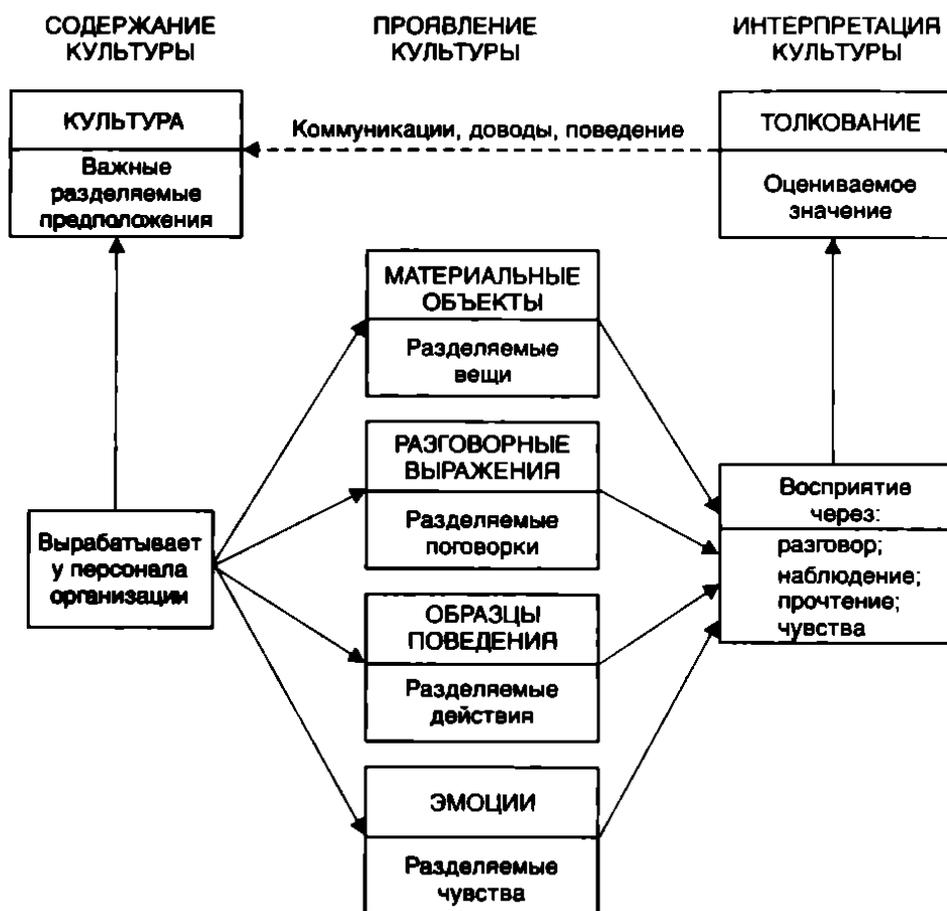 СОДЕРЖАНИЕ
КУЛЬТУРЫ
ПРОЯВЛЕНИЕ
КУЛЬТУРЫ
ИНТЕРПРЕТАЦИЯ
КУЛЬТУРЫ
КУЛЬТУРА
Важные
разделяемые
предположения
Коммуникации, доводы, поведение
ТОЛКОВАНИЕ
Оцениваемое
значение
МАТЕРИАЛЬНЫЕ
ОБЪЕКТЫ
Разделяемые
вещи
РАЗГОВОРНЫЕ
ВЫРАЖЕНИЯ
Разделяемые
поговорки
Вырабатывает
у персонала
организации
ОБРАЗЦЫ
ПОВЕДЕНИЯ
Разделяемые
действия
ЭМОЦИИ
Разделяемые
чувства
Восприятие
через:
разговор;
наблюдение;
прочтение;
чувства